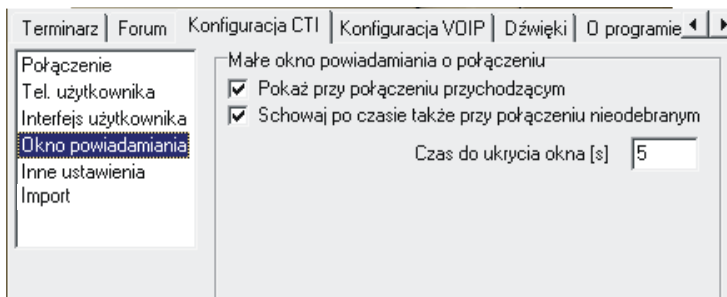 Terminarz Forum Konfiguracja CTI Konfiguracja VOIP Dźwięki O programie
Połączenie
Tel. użytkownika
Interfejs użytkownika
Okno powiadamiania
Inne ustawienia
Import
Małe okno powiadamiania o połączeniu
Pokaż przy połączeniu przychodzącym
Schowaj po czasie także przy połączeniu nieodebranym
Czas do ukrycia okna [s] 5